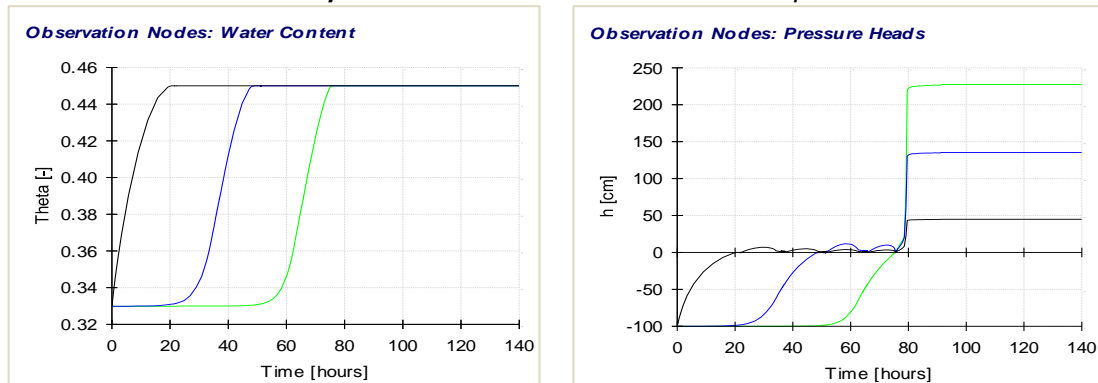 Observation Nodes: Water Content
0.46
0.44
0.42
0.40
0.38
0.36
0.34
0.32
Theta [-]
0 20 40 60 80 100 120 140
Time [hours]
Observation Nodes: Pressure Heads
250
200
150
100
50
0
-50
-100
h [cm]
0 20 40 60 80 100 120 140
Time [hours]